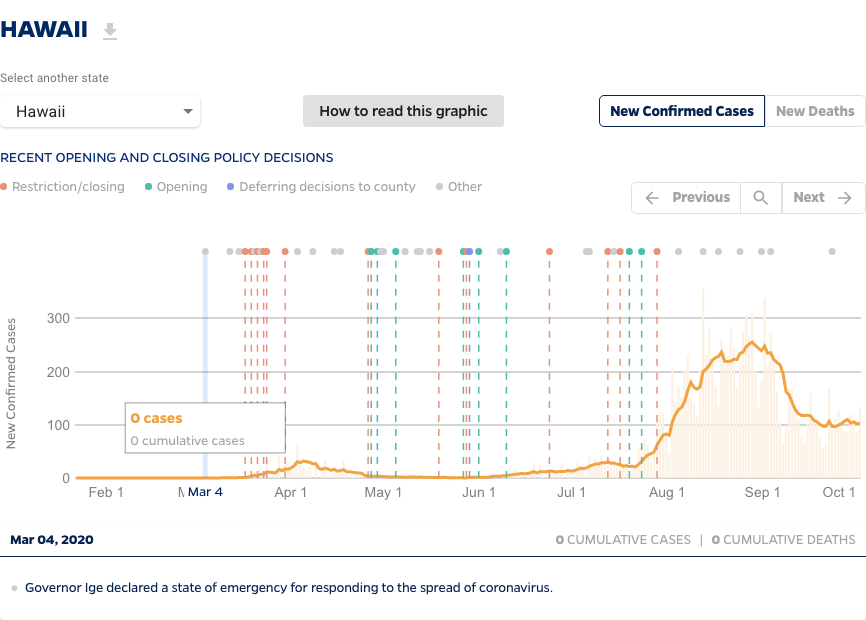 HAWAII
Select another state
Hawaii
How to read this graphic
New Confirmed Cases
New Deaths
RECENT OPENING AND CLOSING POLICY DECISIONS
Restriction/closing
Opening
Deferring decisions to county
Other
Previous
Next
New Confirmed Cases
300
200
100
0
0 cases
0 cumulative cases
Feb 1
M
Mar 4
Apr 1
May 1
Jun 1
Jul 1
Aug 1
Sep 1
Oct 1
Mar 04, 2020
0 CUMULATIVE CASES | 0 CUMULATIVE DEATHS
Governor Ige declared a state of emergency for responding to the spread of coronavirus.